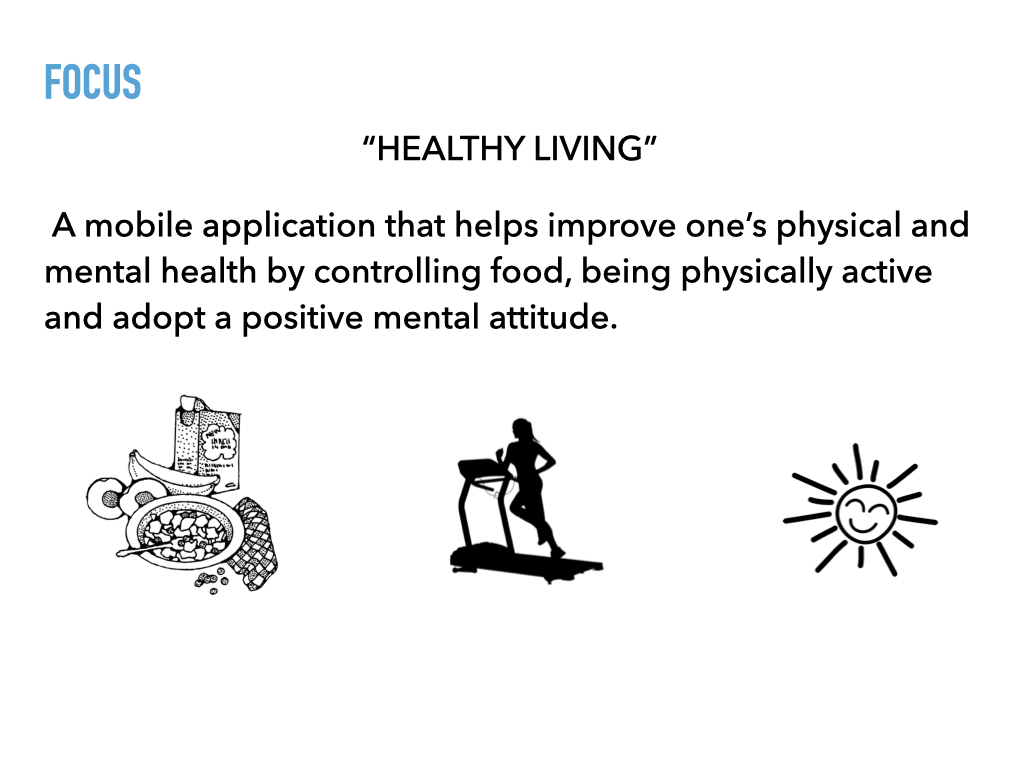 FOCUS
“HEALTHY LIVING”
A mobile application that helps improve one’s physical and
mental health by controlling food, being physically active
and adopt a positive mental attitude.
NEW